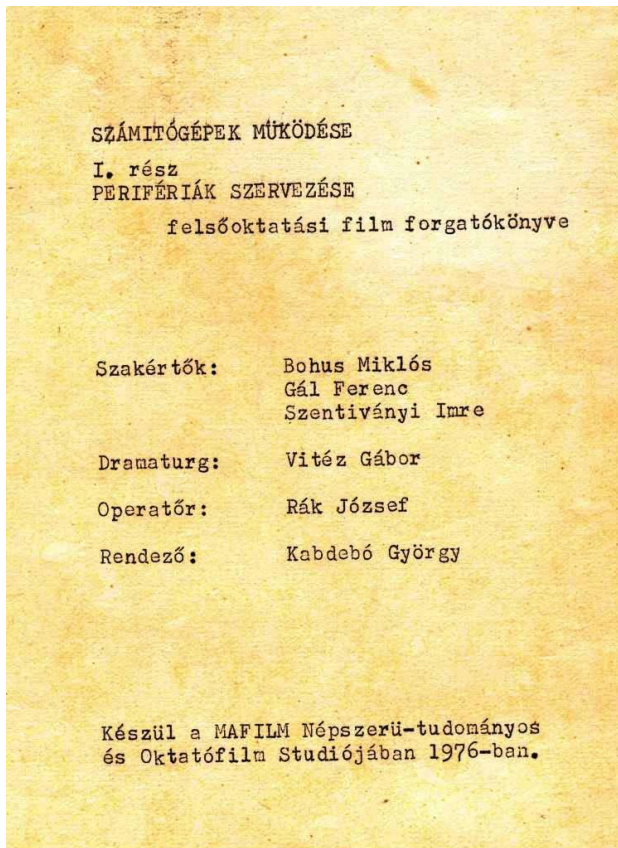 SZÁMITÓGÉPEK MŰKÖDÉSE
I. rész
PERIFÉRIÁK SZERVEZÉSE
felsőoktatási film forgatókönyve
Szakértők: Bohus Miklós
Gál Ferenc
Szentiványi Imre
Dramaturg: Vitéz Gábor
Operatőr: Rák József
Rendező: Kabdebó György
Készül a MAFILM Népszerü-tudományos
és Oktatófilm Studiójában 1976-ban.